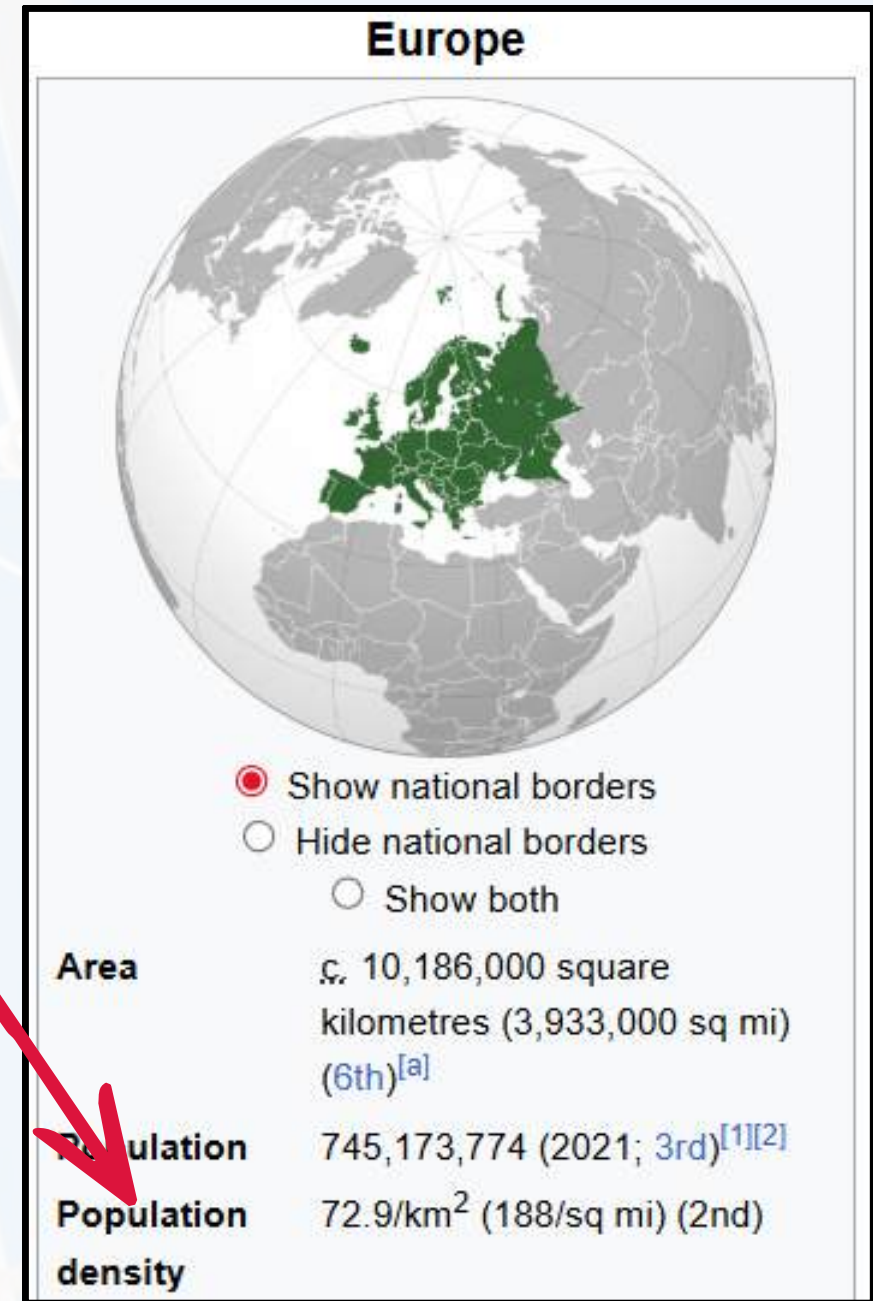 Europe
Show national borders
Hide national borders
Show both
Area c. 10,186,000 square
kilometres (3,933,000 sq mi)
(6th)[a]
Population 745,173,774 (2021; 3rd)[1][2]
Population 72.9/km² (188/sq mi) (2nd)
density